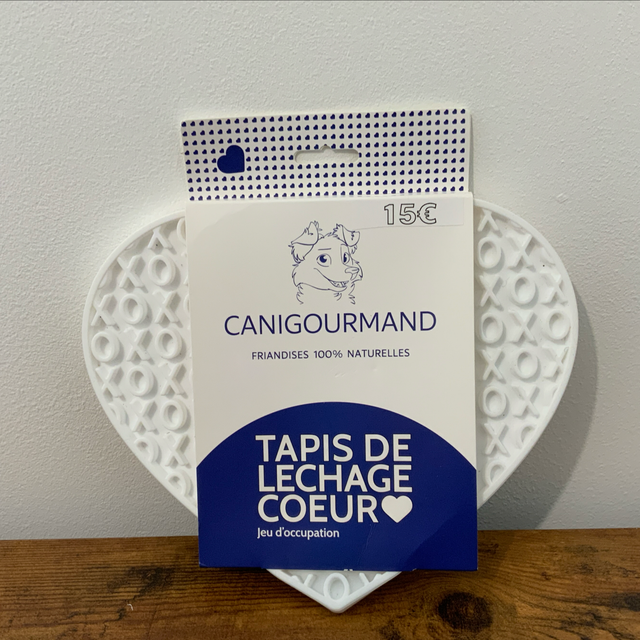 15€
CANIGOURMAND
FRIANDISES 100% NATURELLES
TAPIS DE
LECHAGE
COEUR
Jeu d'occupation